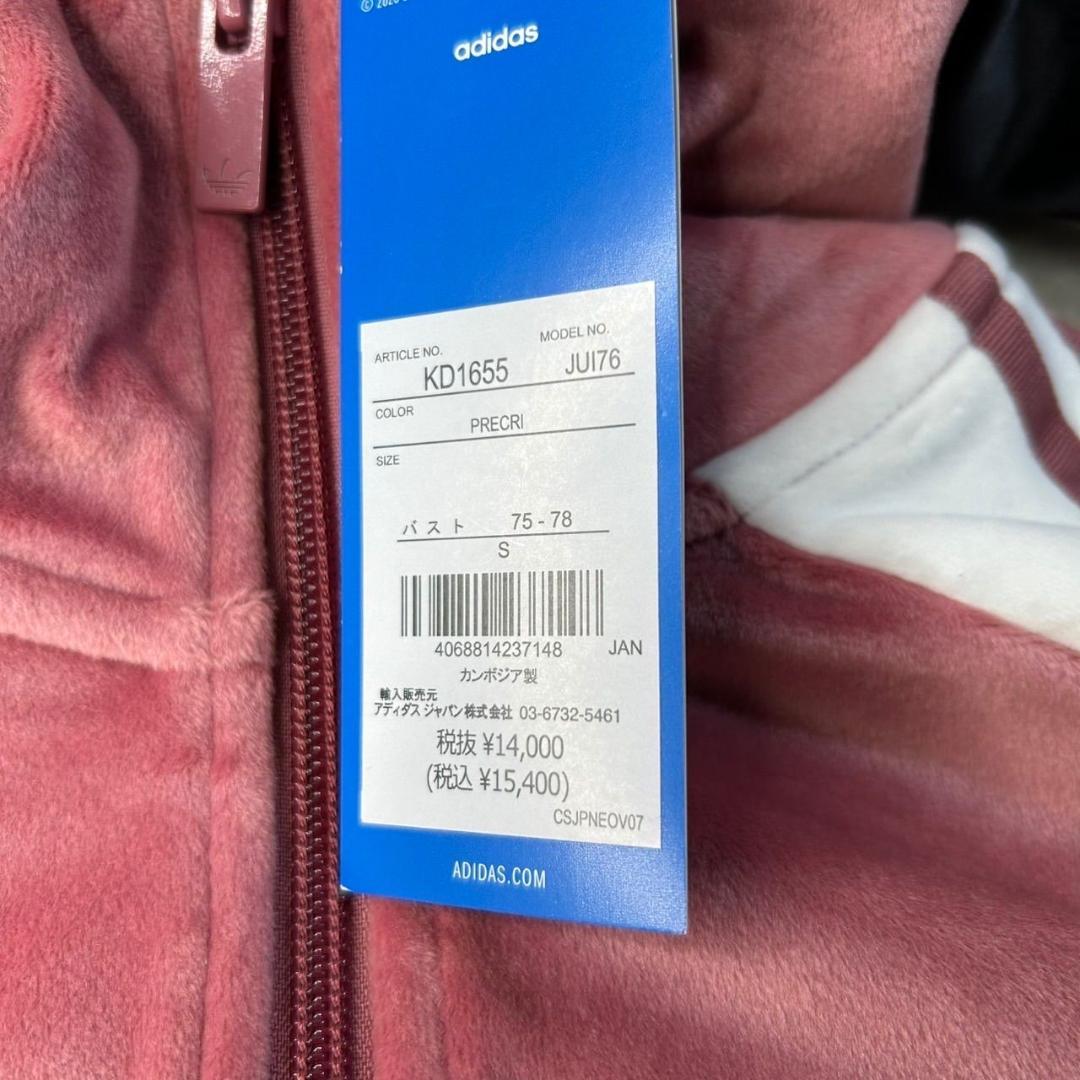 adidas
ARTICLE NO. MODEL NO.
KD1655 JUI76
COLOR
PRECRI
SIZE
バスト 75 - 78
S
4068814237148 JAN
カンボジア製
輸入販売元
アディダス ジャパン株式会社 03-6732-5461
税抜 ¥14,000
(税込 ¥15,400)
CSJPNEOV07
ADIDAS.COM